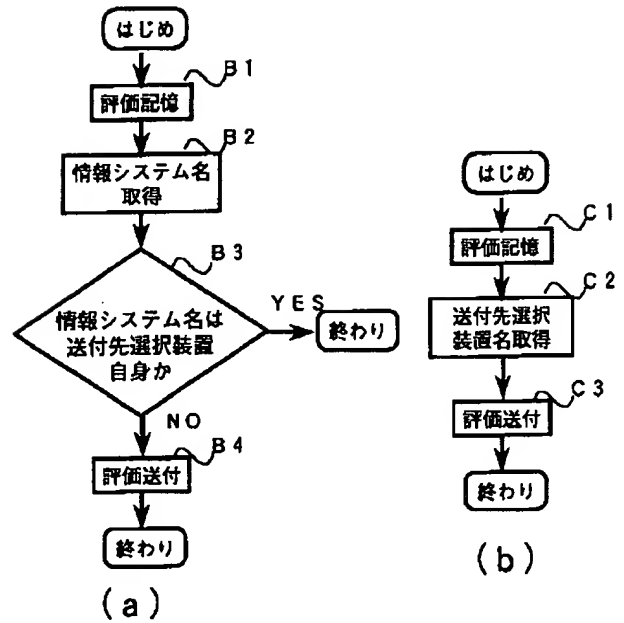 はじめ
B1
評価記憶
B2
情報システム名
取得
B3
情報システム名は
送付先選択装置
自身か
YES
終わり
NO
B4
評価送付
終わり
(a)
はじめ
C1
評価記憶
C2
送付先選択
装置名取得
C3
評価送付
終わり
(b)